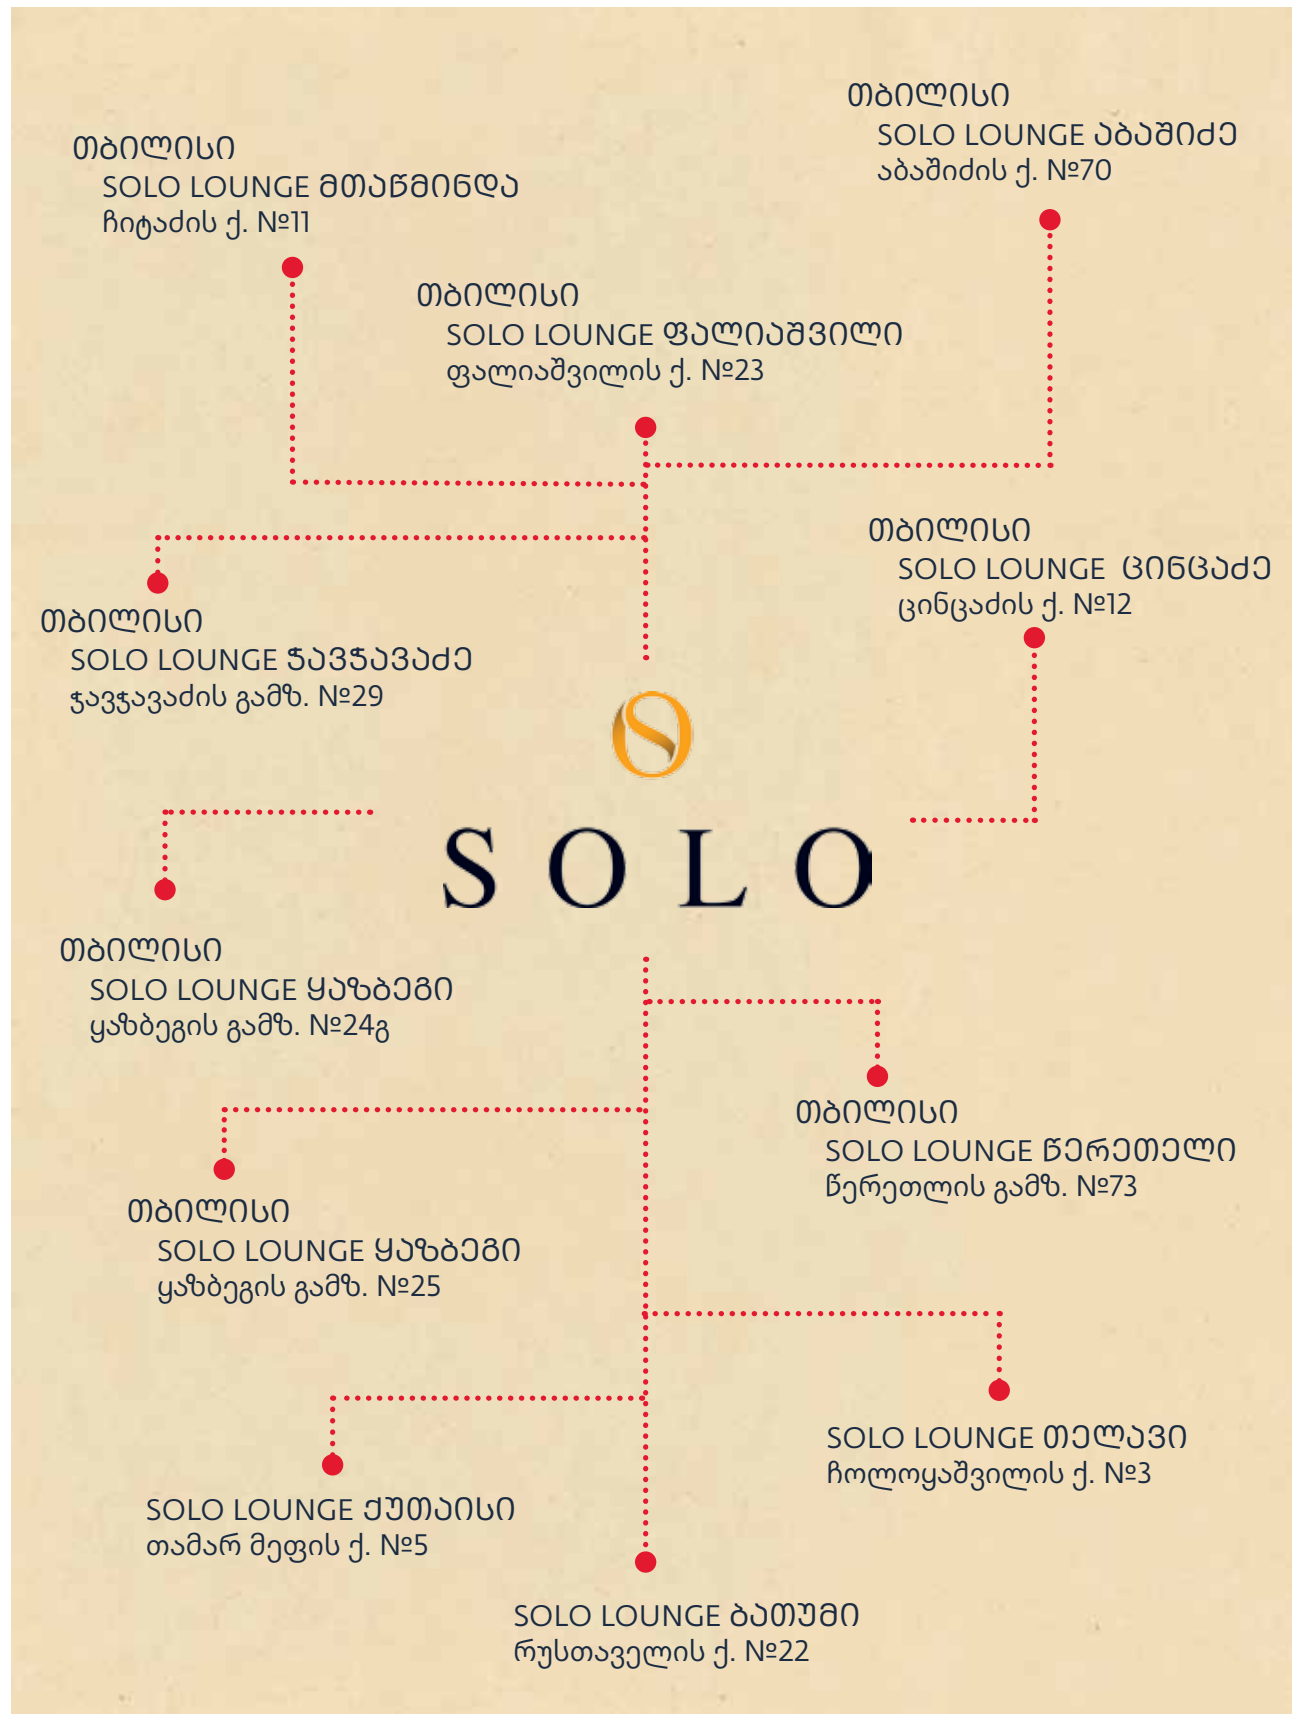 თბილისი
SOLO LOUNGE აბაშიძე
აბაშიძის ქ. №70
თბილისი
SOLO LOUNGE მთაწმინდა
ჩიტაძის ქ. №11
თბილისი
SOLO LOUNGE ფალიაშვილი
ფალიაშვილის ქ. №23
თბილისი
SOLO LOUNGE ცინცაძე
ცინცაძის ქ. №12
თბილისი
SOLO LOUNGE ჭავჭავაძე
ჭავჭავაძის გამზ. №29
SOLO
თბილისი
SOLO LOUNGE ყაზბეგი
ყაზბეგის გამზ. №24გ
თბილისი
SOLO LOUNGE წერეთელი
წერეთლის გამზ. №73
თბილისი
SOLO LOUNGE ყაზბეგი
ყაზბეგის გამზ. №25
SOLO LOUNGE თელავი
ჩოლოყაშვილის ქ. №3
SOLO LOUNGE ქუთაისი
თამარ მეფის ქ. №5
SOLO LOUNGE ბათუმი
რუსთაველის ქ. №22